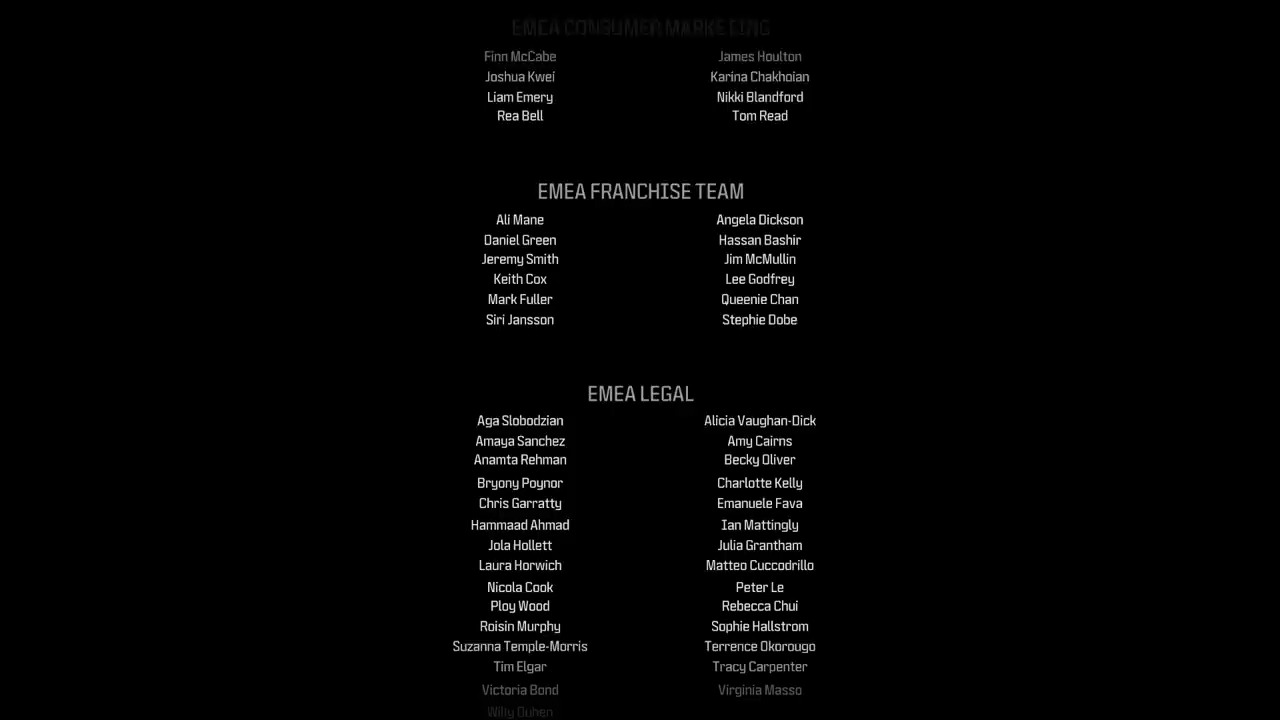 EMEA CONSUMER MARKETING
Finn McCabe James Houlton
Joshua Kwei Karina Chakhoian
Liam Emery Nikki Blandford
Rea Bell Tom Read
EMEA FRANCHISE TEAM
Ali Mane Angela Dickson
Daniel Green Hassan Bashir
Jeremy Smith Jim McMullin
Keith Cox Lee Godfrey
Mark Fuller Queenie Chan
Siri Jansson Stephie Dobe
EMEA LEGAL
Aga Slobodzian Alicia Vaughan-Dick
Amaya Sanchez Amy Cairns
Anamta Rehman Becky Oliver
Bryony Poynor Charlotte Kelly
Chris Garratty Emanuele Fava
Hammaad Ahmad Ian Mattingly
Jola Hollett Julia Grantham
Laura Horwich Matteo Cuccodrillo
Nicola Cook Peter Le
Ploy Wood Rebecca Chui
Roisin Murphy Sophie Hallstrom
Suzanna Temple-Morris Terrence Okorougo
Tim Elgar Tracy Carpenter
Victoria Bond Virginia Masso
Willy Duhen